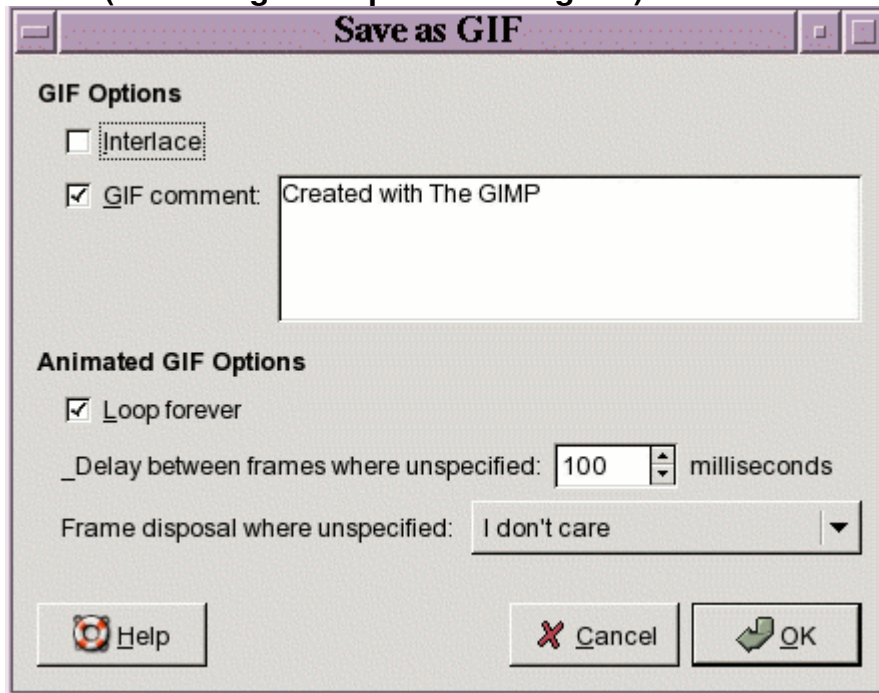 Save as GIF
GIF Options
Interlace
GIF comment: Created with The GIMP
Animated GIF Options
Loop forever
_Delay between frames where unspecified: 100 milliseconds
Frame disposal where unspecified: I don't care
Help Cancel OK